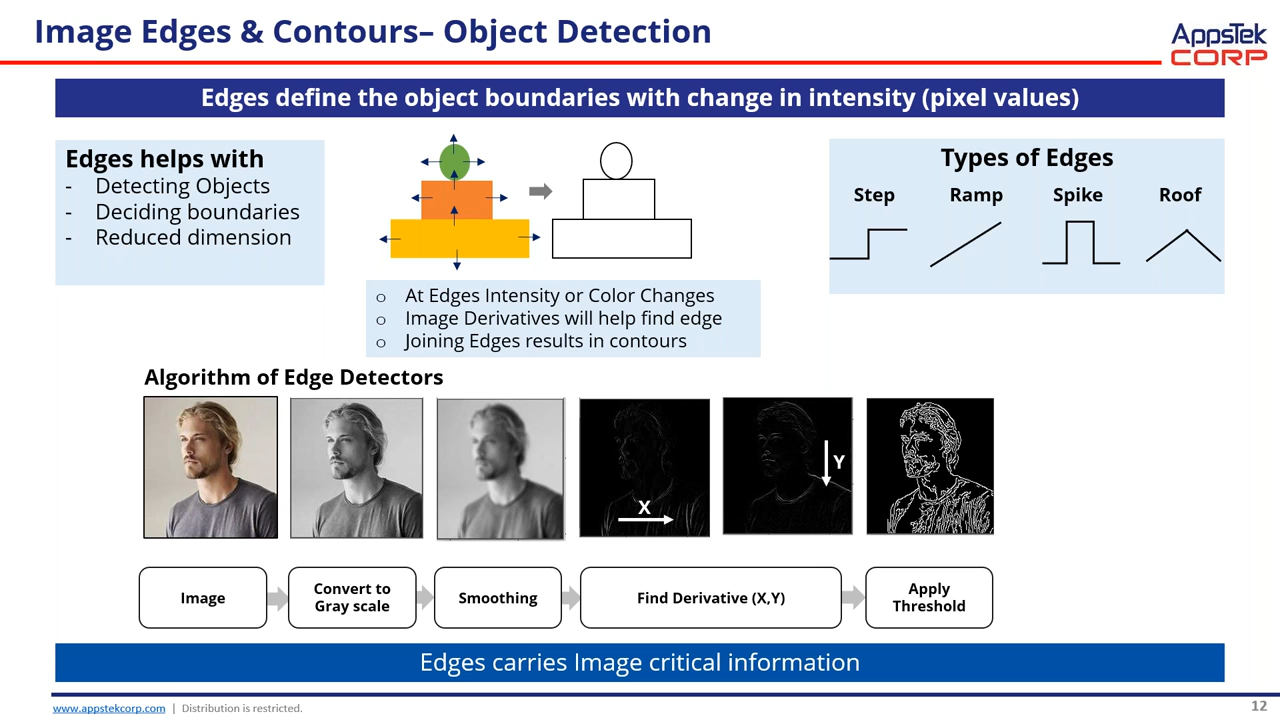 Image Edges & Contours– Object Detection
AppsTek
CORP
Edges define the object boundaries with change in intensity (pixel values)
Edges helps with
- Detecting Objects
- Deciding boundaries
- Reduced dimension
o At Edges Intensity or Color Changes
o Image Derivatives will help find edge
o Joining Edges results in contours
Types of Edges
Step Ramp Spike Roof
Algorithm of Edge Detectors
X
Y
Image
Convert to
Gray scale
Smoothing
Find Derivative (X,Y)
Apply
Threshold
Edges carries Image critical information
www.appstekcorp.com | Distribution is restricted.
12